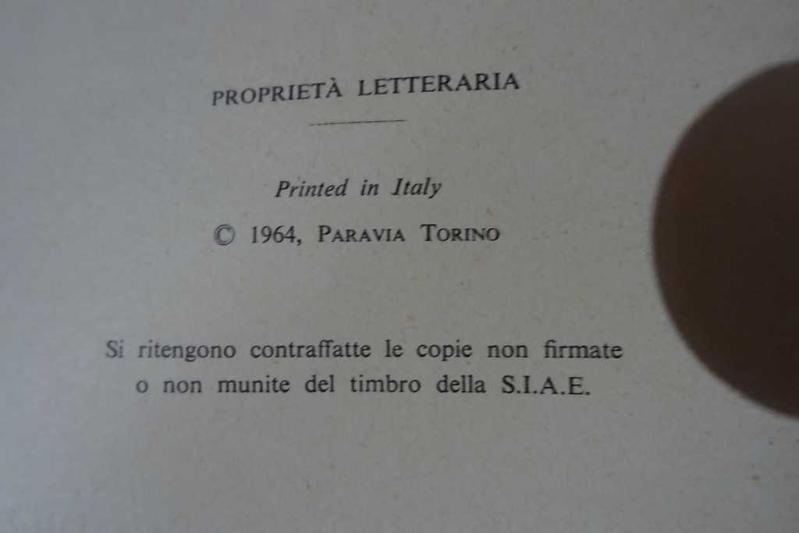 PROPRIETÀ LETTERARIA
Printed in Italy
© 1964, PARAVIA TORINO
Si ritengono contraffatte le copie non firmate
o non munite del timbro della S.I.A.E.